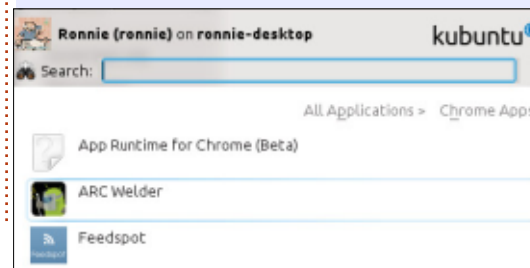 Ronnie (ronnie) on ronnie-desktop
kubuntu
Search:
All Applications > Chrome Apps
App Runtime for Chrome (Beta)
ARC Welder
Feedspot
Feedspot